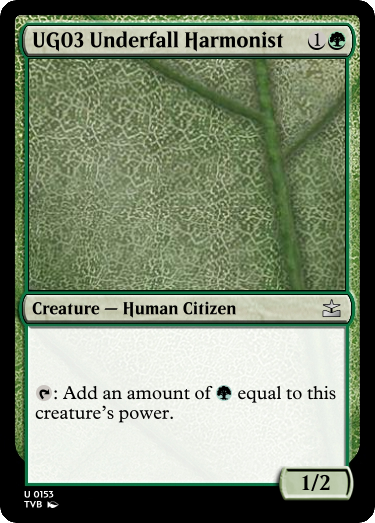 UG03 Underfall Harmonist 1
Creature — Human Citizen
: Add an amount of equal to this
creature's power.
1/2
U 0153
TVB